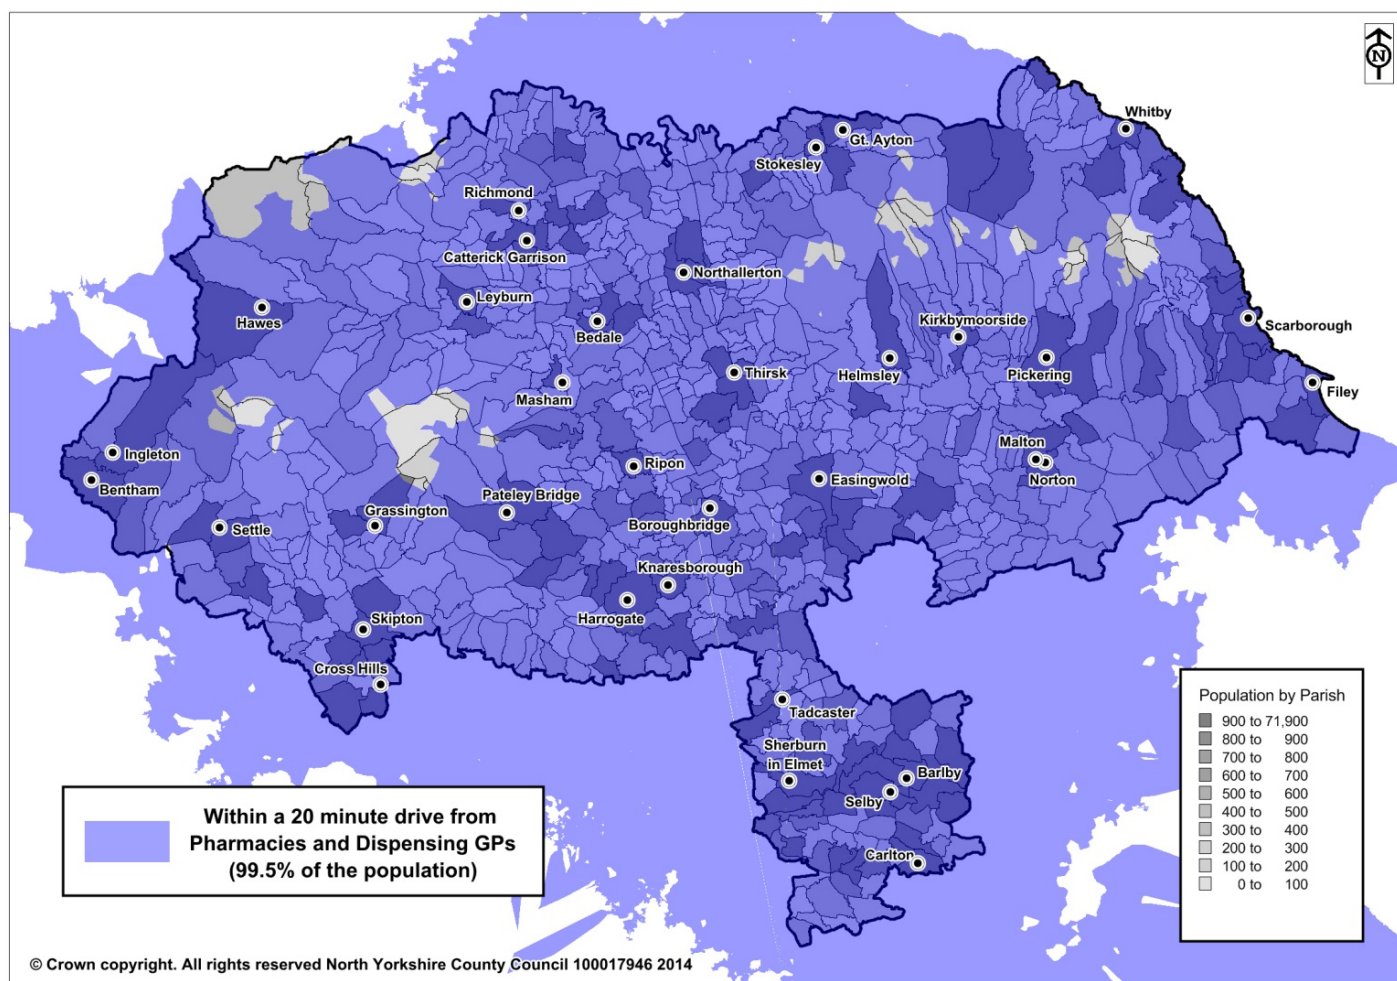 N
Whitby
Gt. Ayton
Stokesley
Richmond
Catterick Garrison
Northallerton
Leyburn
Hawes
Bedale
Kirkbymoorside
Scarborough
Thirsk
Helmsley
Pickering
Masham
Filey
Ingleton
Malton
Ripon
Bentham
Easingwold
Norton
Pateley Bridge
Grassington
Boroughbridge
Settle
Knaresborough
Harrogate
Skipton
Cross Hills
Tadcaster
Sherburn
in Elmet
Barlby
Selby
Carlton
Population by Parish
900 to 71,900
800 to 900
700 to 800
600 to 700
500 to 600
400 to 500
300 to 400
200 to 300
100 to 200
0 to 100
Within a 20 minute drive from
Pharmacies and Dispensing GPs
(99.5% of the population)
© Crown copyright. All rights reserved North Yorkshire County Council 100017946 2014